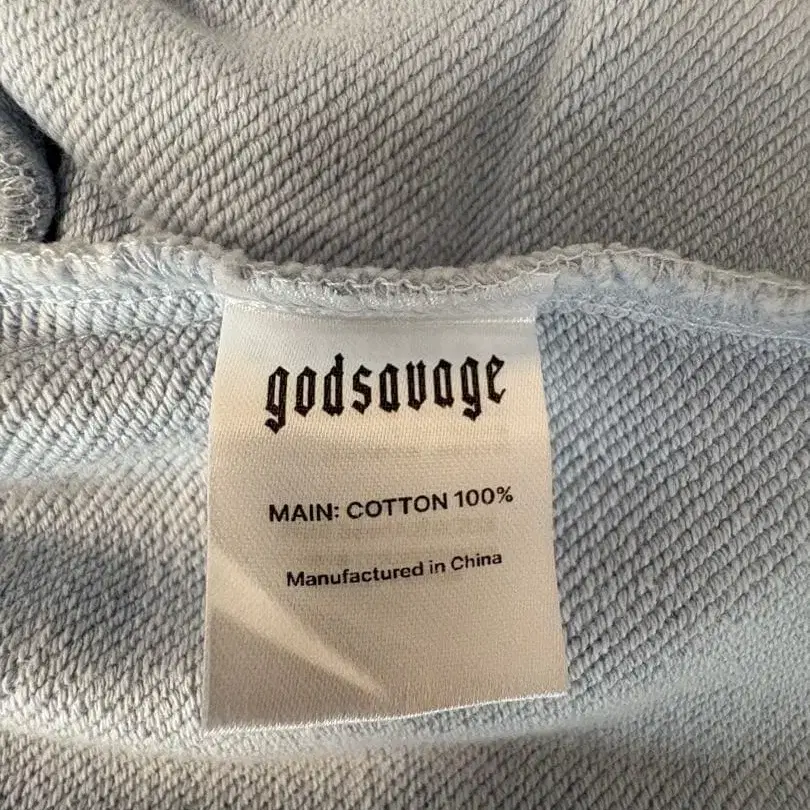 godsavage
MAIN: COTTON 100%
Manufactured in China